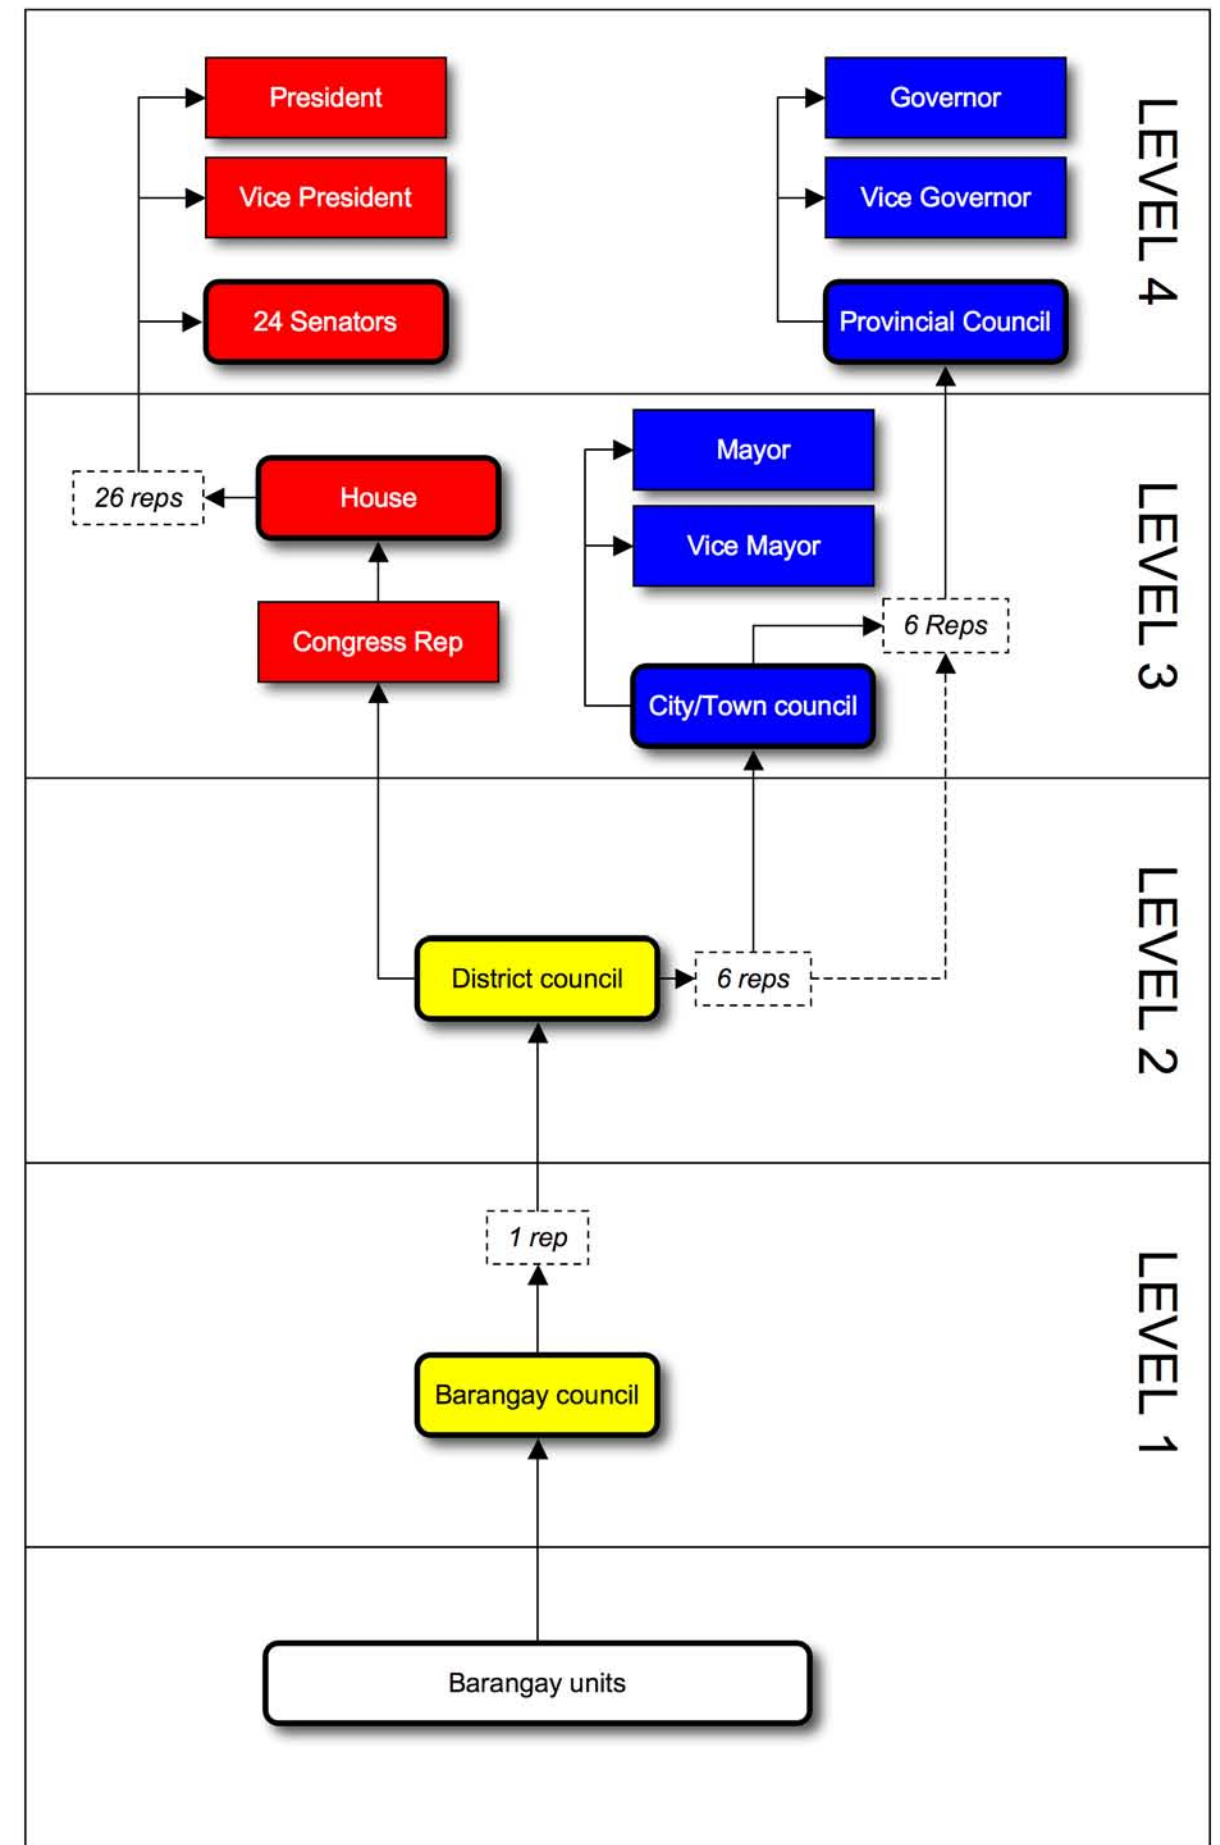 President
Governor
Vice President
Vice Governor
24 Senators
Provincial Council
LEVEL 4
Mayor
26 reps
House
Vice Mayor
Congress Rep
6 Reps
City/Town council
LEVEL 3
District council
6 reps
LEVEL 2
1 rep
Barangay council
LEVEL 1
Barangay units